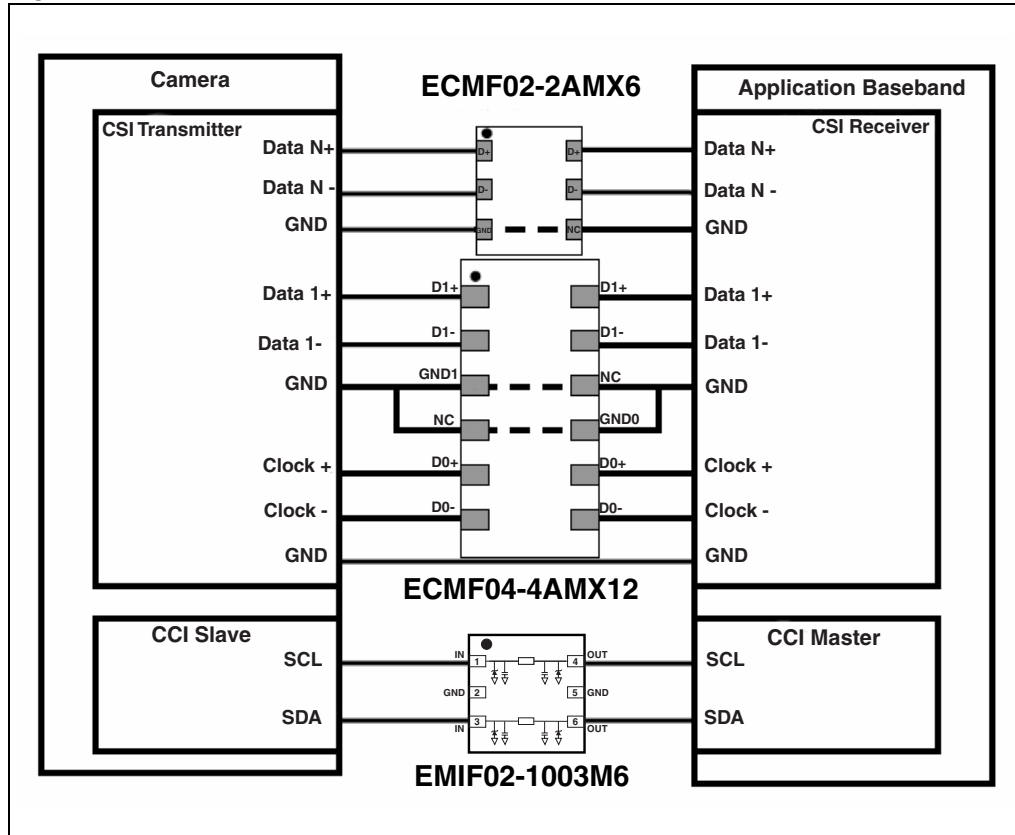 Camera
ECMF02-2AMX6
Application Baseband
CSI Transmitter
CSI Receiver
Data N+
D+
D+
Data N+
Data N -
D-
D-
Data N -
GND
GND
NC
GND
Data 1+
D1+
D1+
Data 1+
Data 1-
D1-
D1-
Data 1-
GND
GND1
NC
GND
NC
GND0
Clock +
D0+
D0+
Clock +
Clock -
D0-
D0-
Clock -
GND
GND
ECMF04-4AMX12
CCI Slave
CCI Master
SCL
IN
1
4
OUT
SCL
GND
2
5
GND
SDA
3
6
SDA
IN
OUT
EMIF02-1003M6